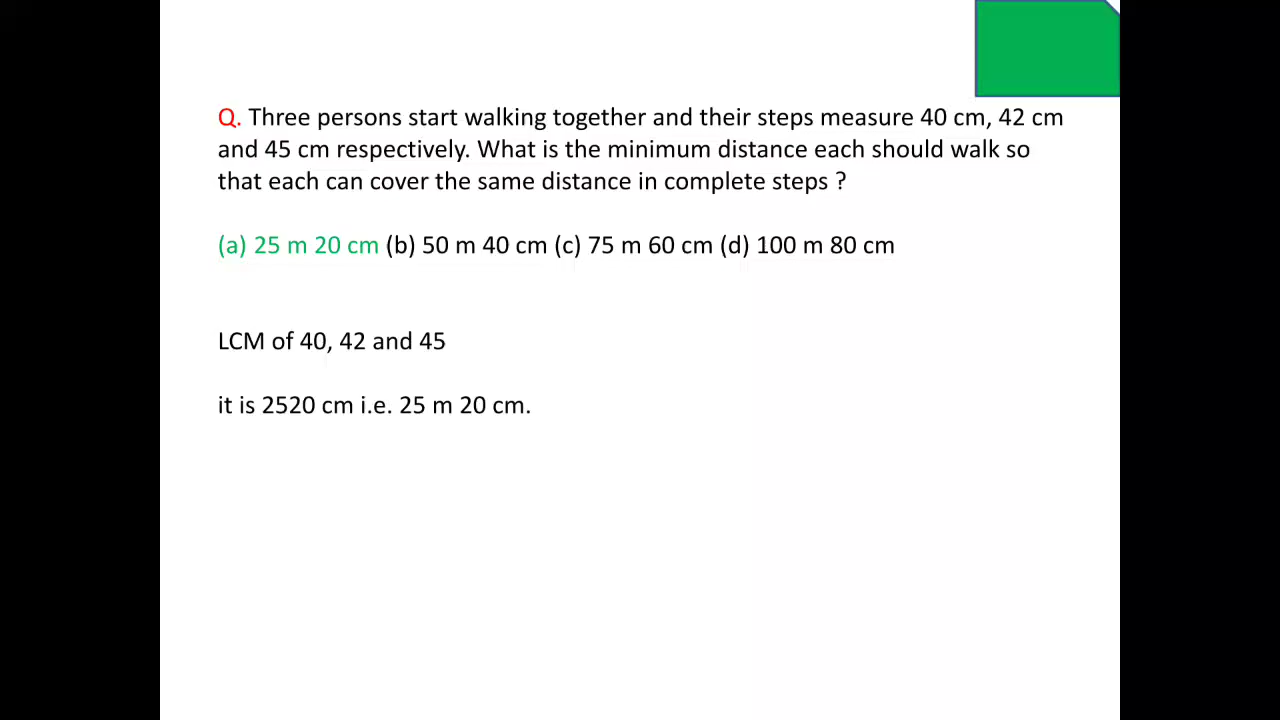 Q. Three persons start walking together and their steps measure 40 cm, 42 cm
and 45 cm respectively. What is the minimum distance each should walk so
that each can cover the same distance in complete steps ?
(a) 25 m 20 cm (b) 50 m 40 cm (c) 75 m 60 cm (d) 100 m 80 cm
LCM of 40, 42 and 45
it is 2520 cm i.e. 25 m 20 cm.